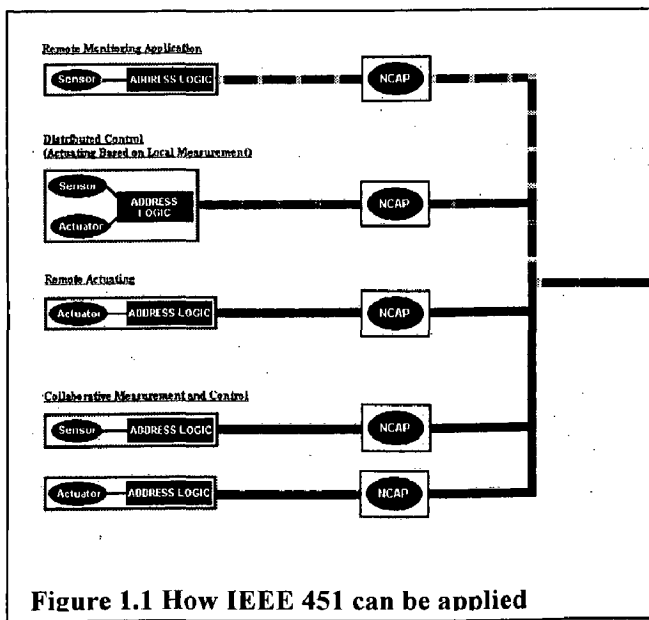 Remote Monitoring Application
Sensor ADDRESS LOGIC NCAP
Distributed Control
(Actuating Based on Local Measurement)
Sensor
Actuator
ADDRESS
LOGIC
NCAP
Remote Actuating
Actuator ADDRESS LOGIC NCAP
Collaborative Measurement and Control
Sensor ADDRESS LOGIC NCAP
Actuator ADDRESS LOGIC NCAP
Figure 1.1 How IEEE 451 can be applied